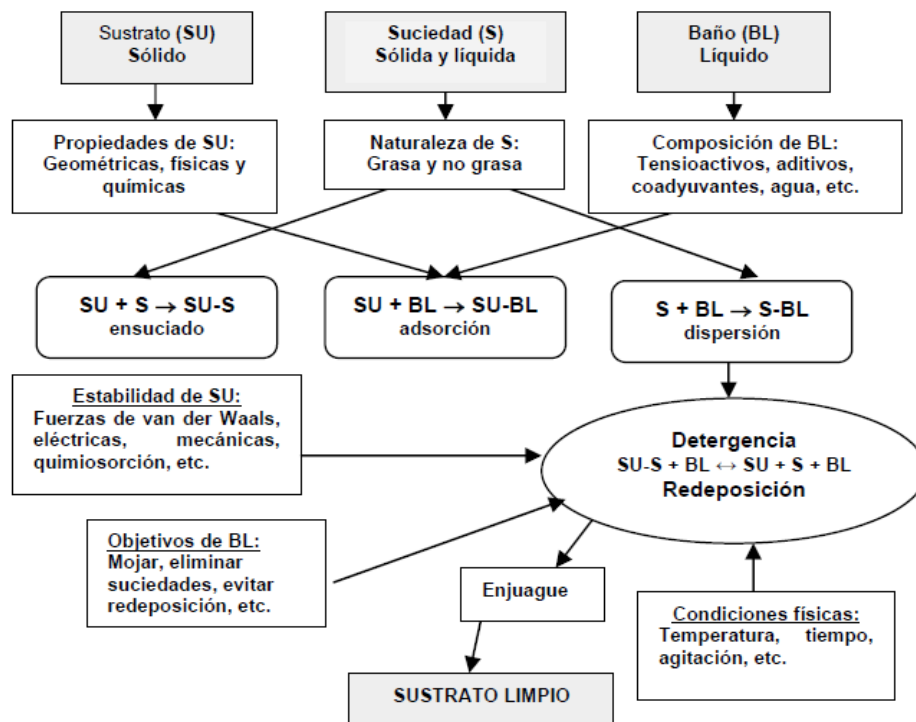 Sustrato (SU)
Sólido
Suciedad (S)
Sólida y líquida
Baño (BL)
Líquido
Propiedades de SU:
Geométricas, físicas y
químicas
Naturaleza de S:
Grasa y no grasa
Composición de BL:
Tensioactivos, aditivos,
coadyuvantes, agua, etc.
SU + S → SU-S
ensuciado
SU + BL → SU-BL
adsorción
S + BL → S-BL
dispersión
Estabilidad de SU:
Fuerzas de van der Waals,
eléctricas, mecánicas,
quimiosorción, etc.
Detergencia
SU-S + BL ↔ SU + S + BL
Redeposición
Objetivos de BL:
Mojar, eliminar
suciedades, evitar
redeposición, etc.
Enjuague
Condiciones físicas:
Temperatura, tiempo,
agitación, etc.
SUSTRATO LIMPIO